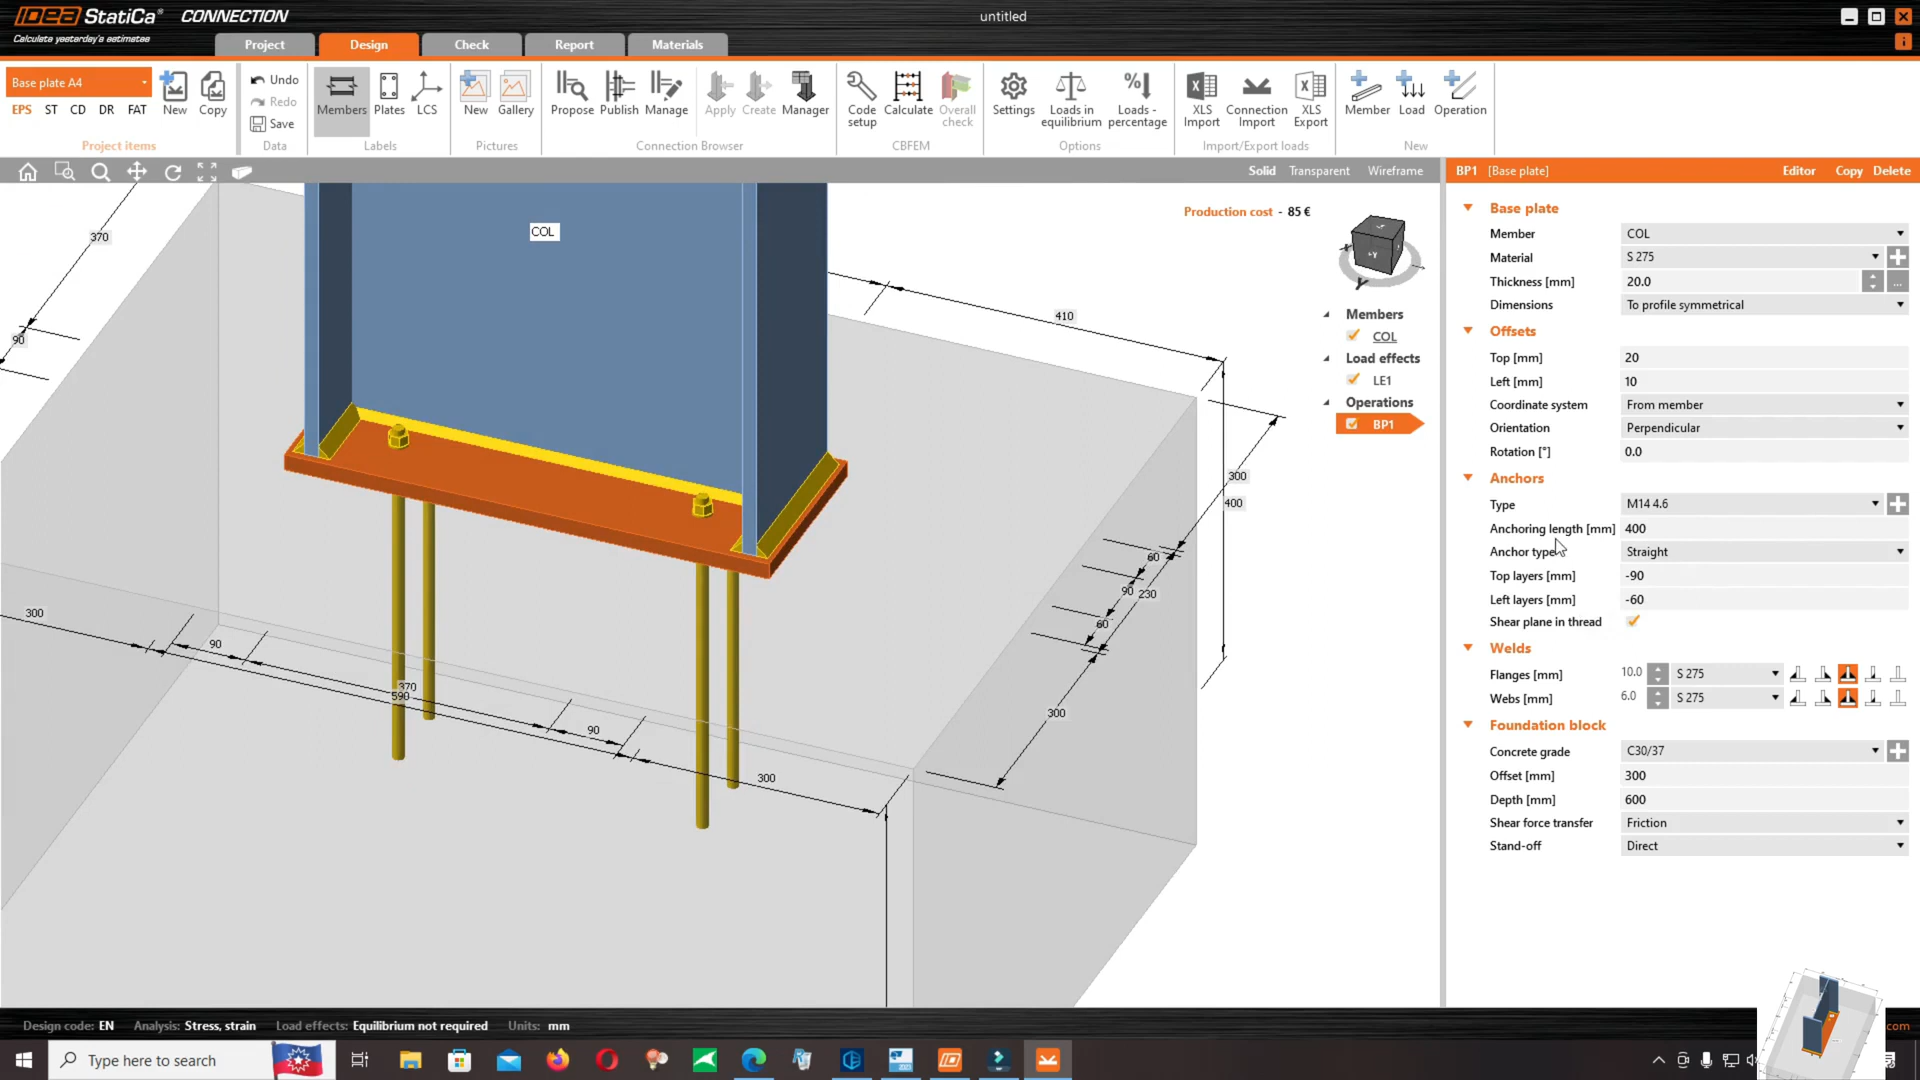 IDEA StatiCa® CONNECTION
Calculate yesterday's estimates
untitled
Project
Design
Check
Report
Materials
Base plate A4
EPS ST CD DR FAT
New
Copy
Project items
Undo
Redo
Save
Data
Members
Plates
LCS
Labels
New
Gallery
Pictures
Propose
Publish
Manage
Apply
Create
Manager
Connection Browser
Code setup
Calculate
Overall check
CBFEM
Settings
Loads in equilibrium
Loads - percentage
Options
XLS Import
Connection Import
XLS Export
Import/Export loads
Member
Load
Operation
New
Solid Transparent Wireframe
BP1 [Base plate]
Editor Copy Delete
Production cost - 85 €
COL
370
90
410
300
400
60
90 230
60
300
300
90
370
590
90
300
+Y
Y
Members
COL
Load effects
LE1
Operations
BP1
Base plate
Member COL
Material S 275
Thickness [mm] 20.0
Dimensions To profile symmetrical
Offsets
Top [mm] 20
Left [mm] 10
Coordinate system From member
Orientation Perpendicular
Rotation [°] 0.0
Anchors
Type M14 4.6
Anchoring length [mm] 400
Anchor type Straight
Top layers [mm] -90
Left layers [mm] -60
Shear plane in thread
Welds
Flanges [mm] 10.0 S 275
Webs [mm] 6.0 S 275
Foundation block
Concrete grade C30/37
Offset [mm] 300
Depth [mm] 600
Shear force transfer Friction
Stand-off Direct
Design code: EN Analysis: Stress, strain Load effects: Equilibrium not required Units: mm
com
Type here to search